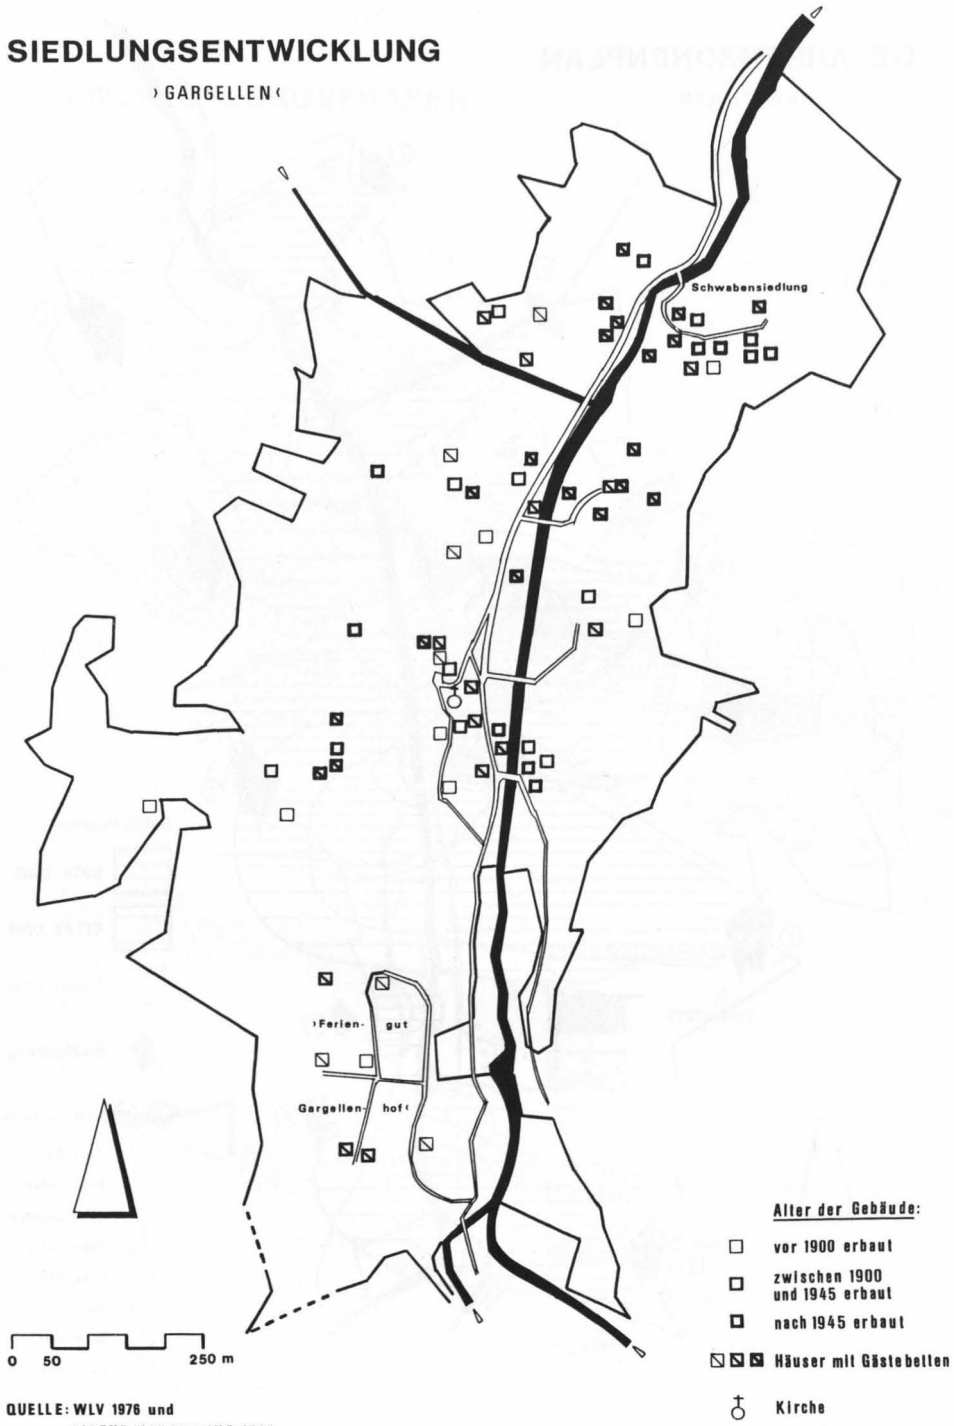 SIEDLUNGSENTWICKLUNG
›GARGELLEN‹
Schwabensiedlung
›Ferien- gut
Gargellen- hof‹
Alter der Gebäude:
vor 1900 erbaut
zwischen 1900
und 1945 erbaut
nach 1945 erbaut
Häuser mit Gästebetten
Kirche
0 50 250 m
QUELLE: WLV 1976 und